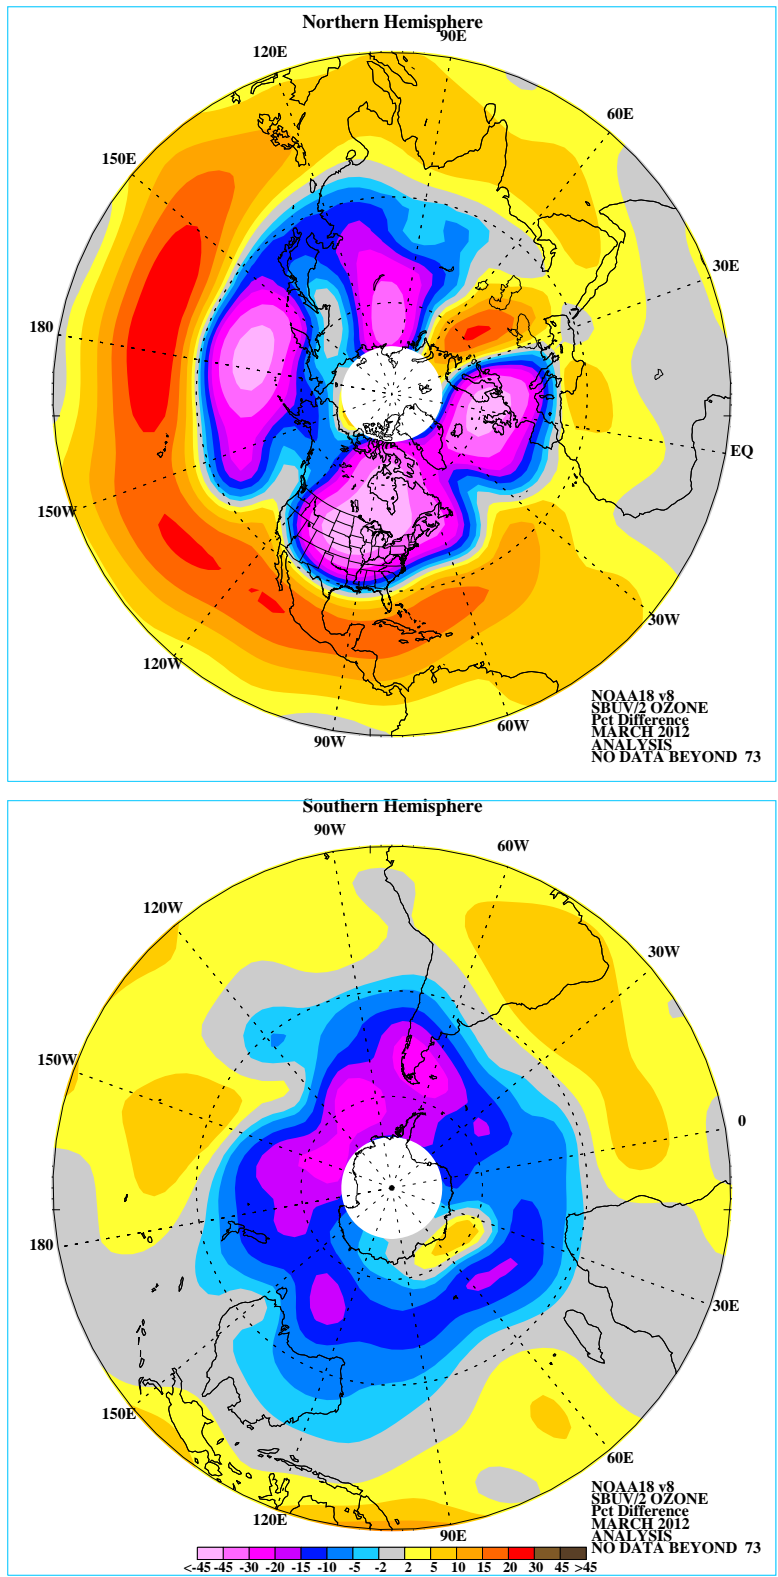 Northern Hemisphere
90E
120E
60E
150E
30E
180
EQ
150W
30W
120W
60W
90W
NOAA18 v8
SBUV/2 OZONE
Pct Difference
MARCH 2012
ANALYSIS
NO DATA BEYOND 73
Southern Hemisphere
90W
60W
120W
30W
150W
0
180
30E
150E
60E
120E
90E
NOAA18 v8
SBUV/2 OZONE
Pct Difference
MARCH 2012
ANALYSIS
NO DATA BEYOND 73
<-45 -45 -30 -20 -15 -10 -5 -2 2 5 10 15 20 30 45 >45